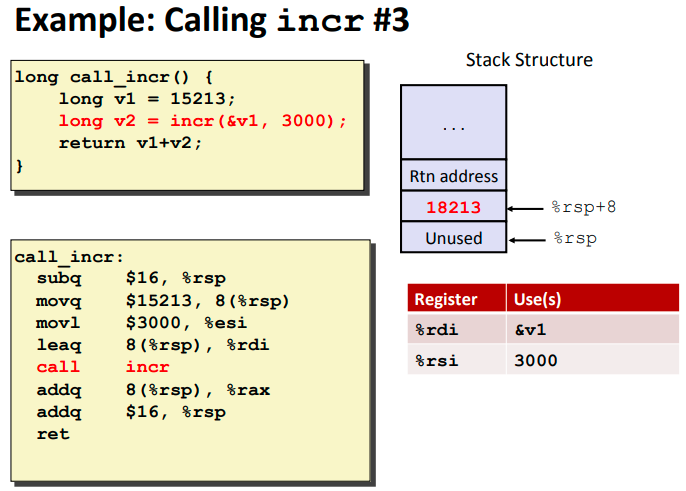 Example: Calling incr #3
long call_incr() {
    long v1 = 15213;
    long v2 = incr(&v1, 3000);
    return v1+v2;
}
call_incr:
  subq    $16, %rsp
  movq    $15213, 8(%rsp)
  movl    $3000, %esi
  leaq    8(%rsp), %rdi
  call    incr
  addq    8(%rsp), %rax
  addq    $16, %rsp
  ret
Stack Structure
...
Rtn address
18213 %rsp+8
Unused %rsp
Register Use(s)
%rdi &v1
%rsi 3000